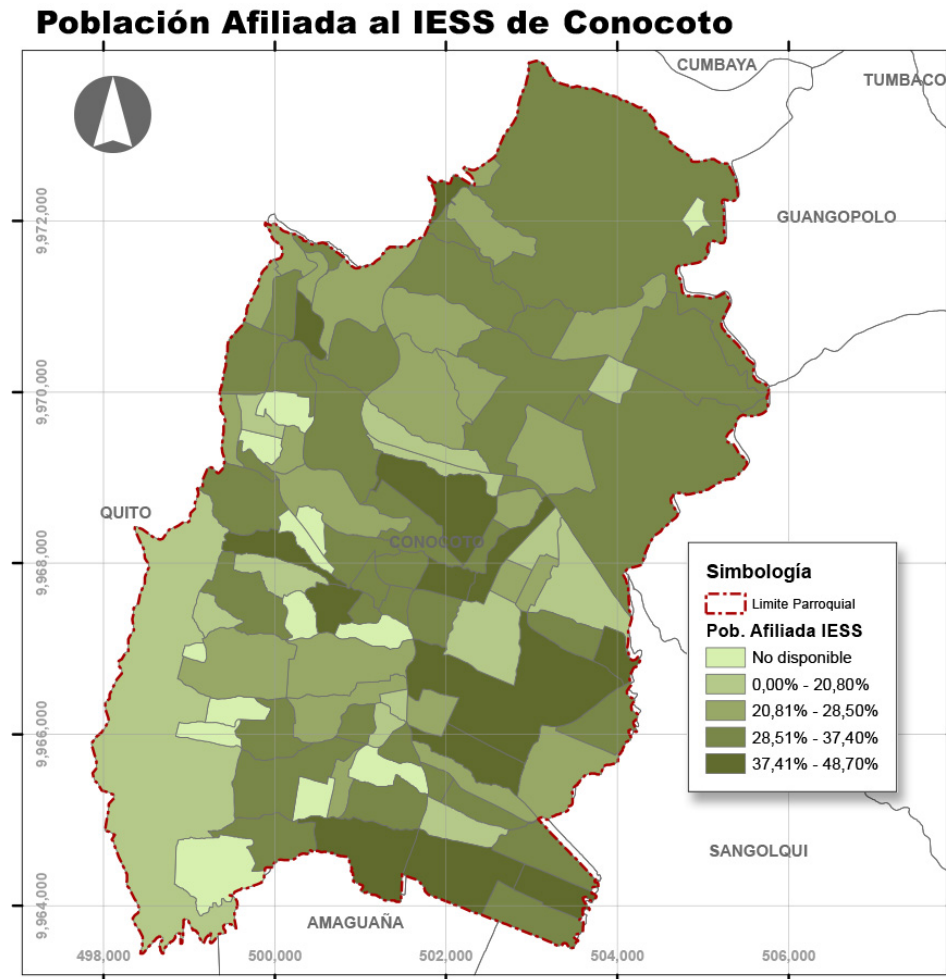 Población Afiliada al IESS de Conocoto
CUMBAYA
TUMBACO
9,972,000
GUANGOPOLO
9,970,000
QUITO
CONOCOTO
9,968,000
Simbología
Limite Parroquial
Pob. Afiliada IESS
No disponible
0,00% - 20,80%
20,81% - 28,50%
28,51% - 37,40%
37,41% - 48,70%
9,966,000
SANGOLQUI
9,964,000
AMAGUAÑA
498,000
500,000
502,000
504,000
506,000